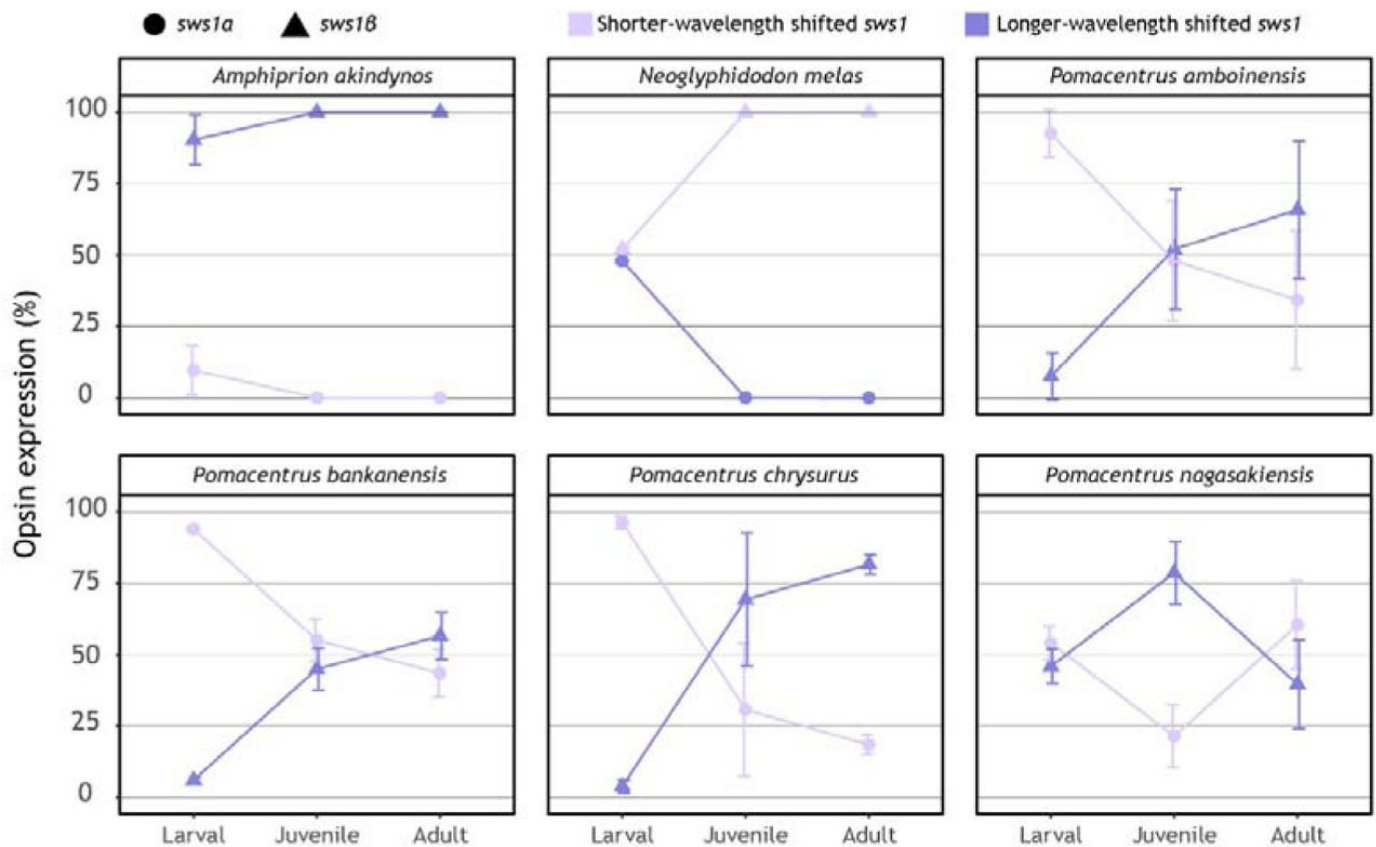 sws1α sws1β Shorter-wavelength shifted sws1 Longer-wavelength shifted sws1
Amphiprion akindynos Neoglyphidodon melas Pomacentrus amboinensis
100
75
50
25
0
Opsin expression (%)
Pomacentrus bankanensis Pomacentrus chrysurus Pomacentrus nagasakiensis
100
75
50
25
0
Larval Juvenile Adult Larval Juvenile Adult Larval Juvenile Adult